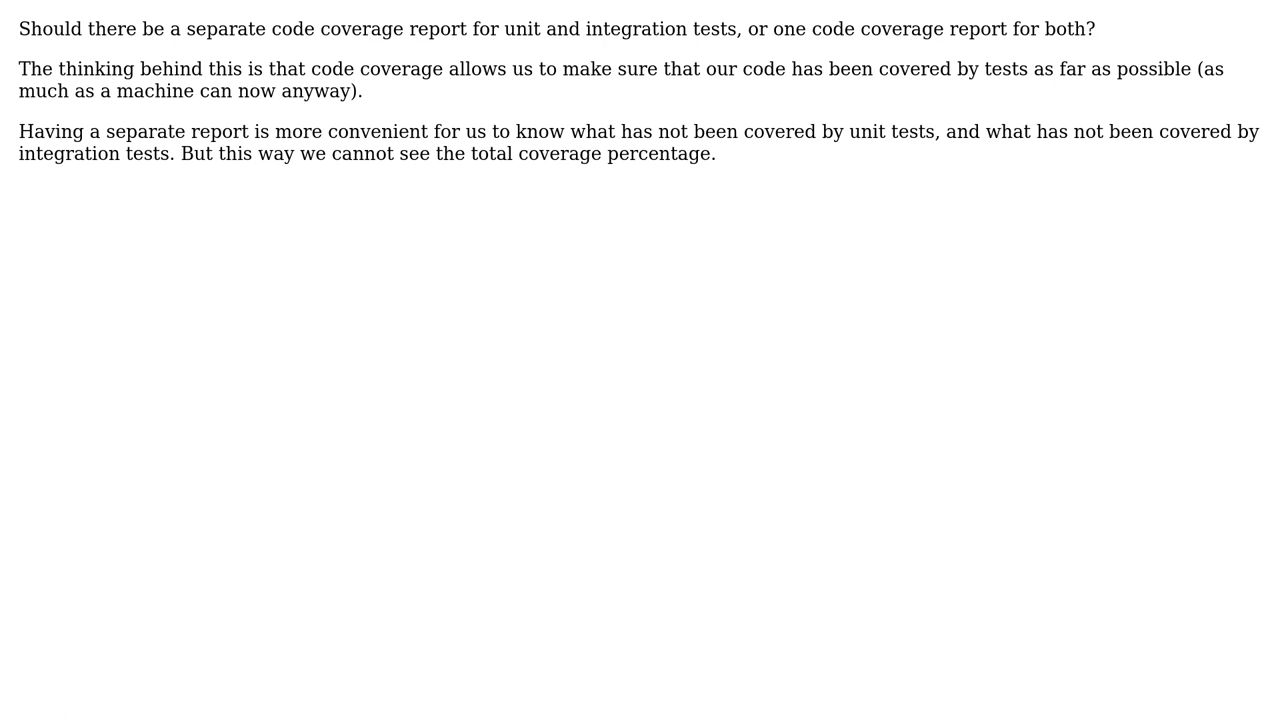 Should there be a separate code coverage report for unit and integration tests, or one code coverage report for both?
The thinking behind this is that code coverage allows us to make sure that our code has been covered by tests as far as possible (as
much as a machine can now anyway).
Having a separate report is more convenient for us to know what has not been covered by unit tests, and what has not been covered by
integration tests. But this way we cannot see the total coverage percentage.